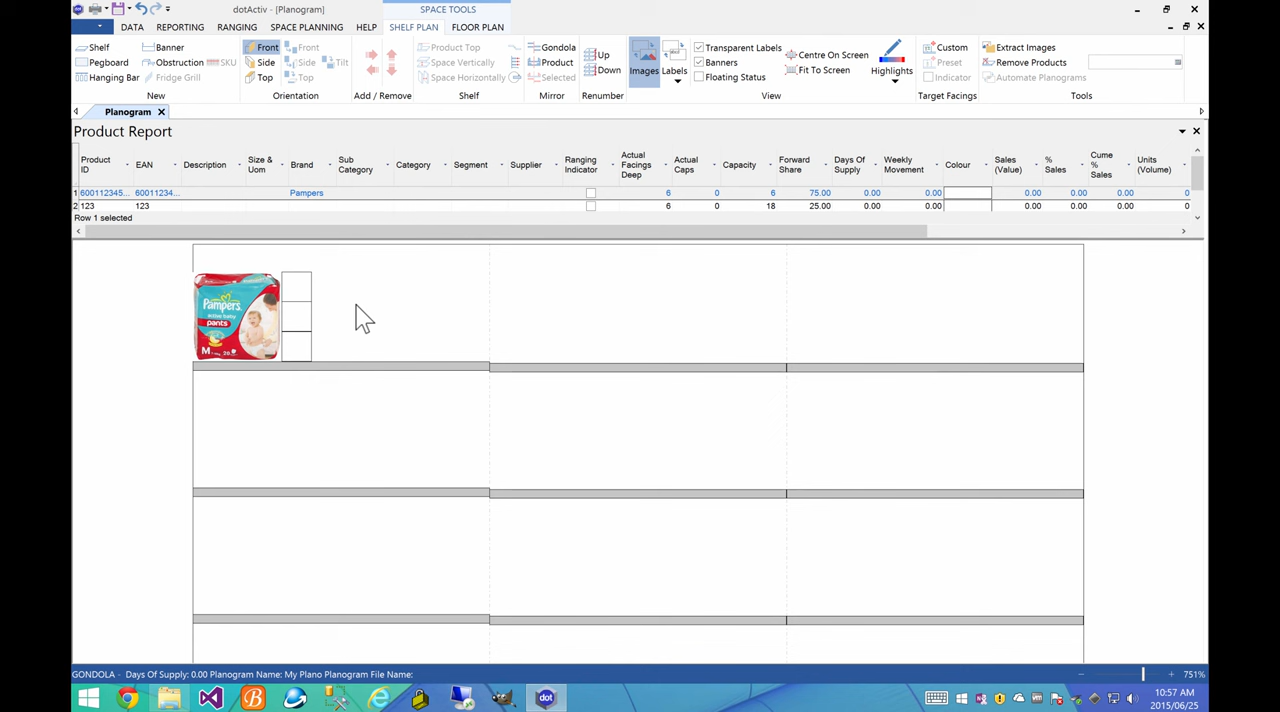 dotActiv - [Planogram]
SPACE TOOLS
DATA REPORTING RANGING SPACE PLANNING HELP SHELF PLAN FLOOR PLAN
Shelf Banner Front Front Product Top Gondola Up Transparent Labels Centre On Screen Custom Extract Images
Pegboard Obstruction SKU Side Side Tilt Space Vertically Product Down Images Labels Banners Fit To Screen Highlights Preset Remove Products
Hanging Bar Fridge Grill Top Top Space Horizontally Selected Floating Status Indicator Automate Planograms
New Orientation Add / Remove Shelf Mirror Renumber View Target Facings Tools
Planogram
Product Report
Product ID EAN Description Size & Uom Brand Sub Category Category Segment Supplier Ranging Indicator Actual Facings Deep Actual Caps Capacity Forward Share Days Of Supply Weekly Movement Colour Sales (Value) % Sales Cume % Sales Units (Volume)
1 600112345... 6001234... Pampers 6 0 6 75.00 0.00 0.00 0.00 0.00 0.00 0
2 123 123 6 0 18 25.00 0.00 0.00 0.00 0.00 0.00 0
Row 1 selected
Pampers
active baby
pants
M
GONDOLA - Days Of Supply: 0.00 Planogram Name: My Plano Planogram File Name:
751%
10:57 AM
2015/06/25